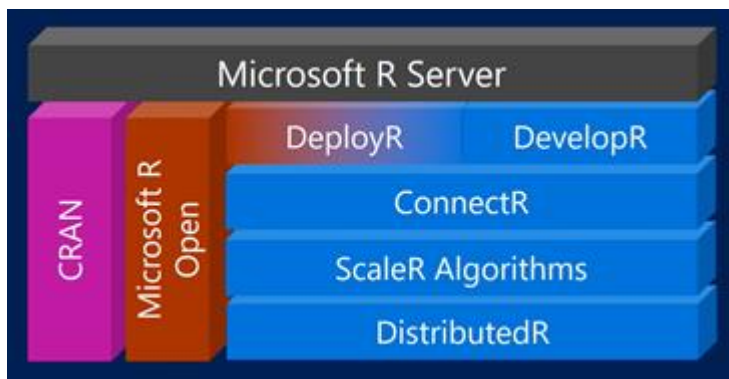 Microsoft R Server
CRAN
Microsoft R
Open
DeployR
DevelopR
ConnectR
ScaleR Algorithms
DistributedR